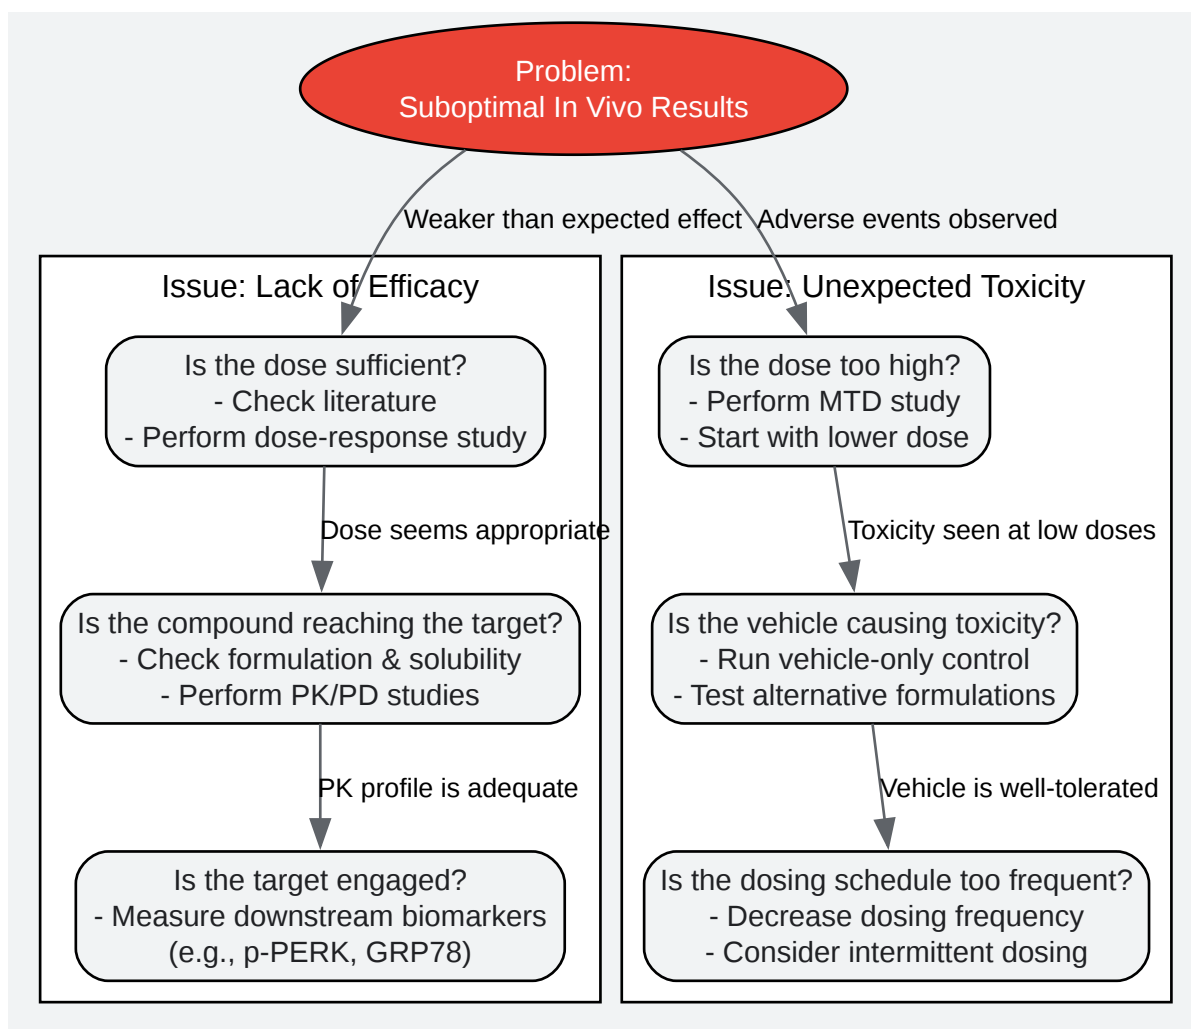 Problem:
Suboptimal In Vivo Results
Weaker than expected effect
Adverse events observed
Issue: Lack of Efficacy
Is the dose sufficient?
- Check literature
- Perform dose-response study
Dose seems appropriate
Is the compound reaching the target?
- Check formulation & solubility
- Perform PK/PD studies
PK profile is adequate
Is the target engaged?
- Measure downstream biomarkers
(e.g., p-PERK, GRP78)
Issue: Unexpected Toxicity
Is the dose too high?
- Perform MTD study
- Start with lower dose
Toxicity seen at low doses
Is the vehicle causing toxicity?
- Run vehicle-only control
- Test alternative formulations
Vehicle is well-tolerated
Is the dosing schedule too frequent?
- Decrease dosing frequency
- Consider intermittent dosing